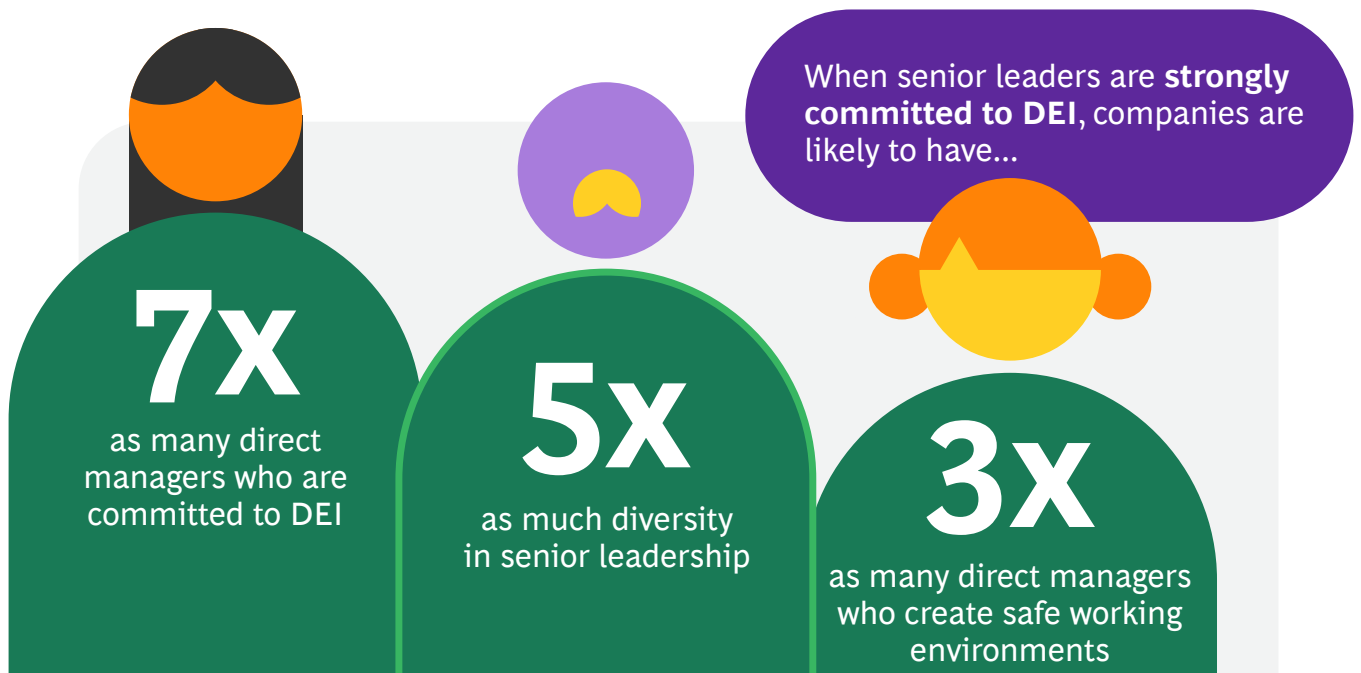 When senior leaders are strongly
committed to DEI, companies are
likely to have...
7x
as many direct
managers who are
committed to DEI
5x
as much diversity
in senior leadership
3x
as many direct managers
who create safe working
environments